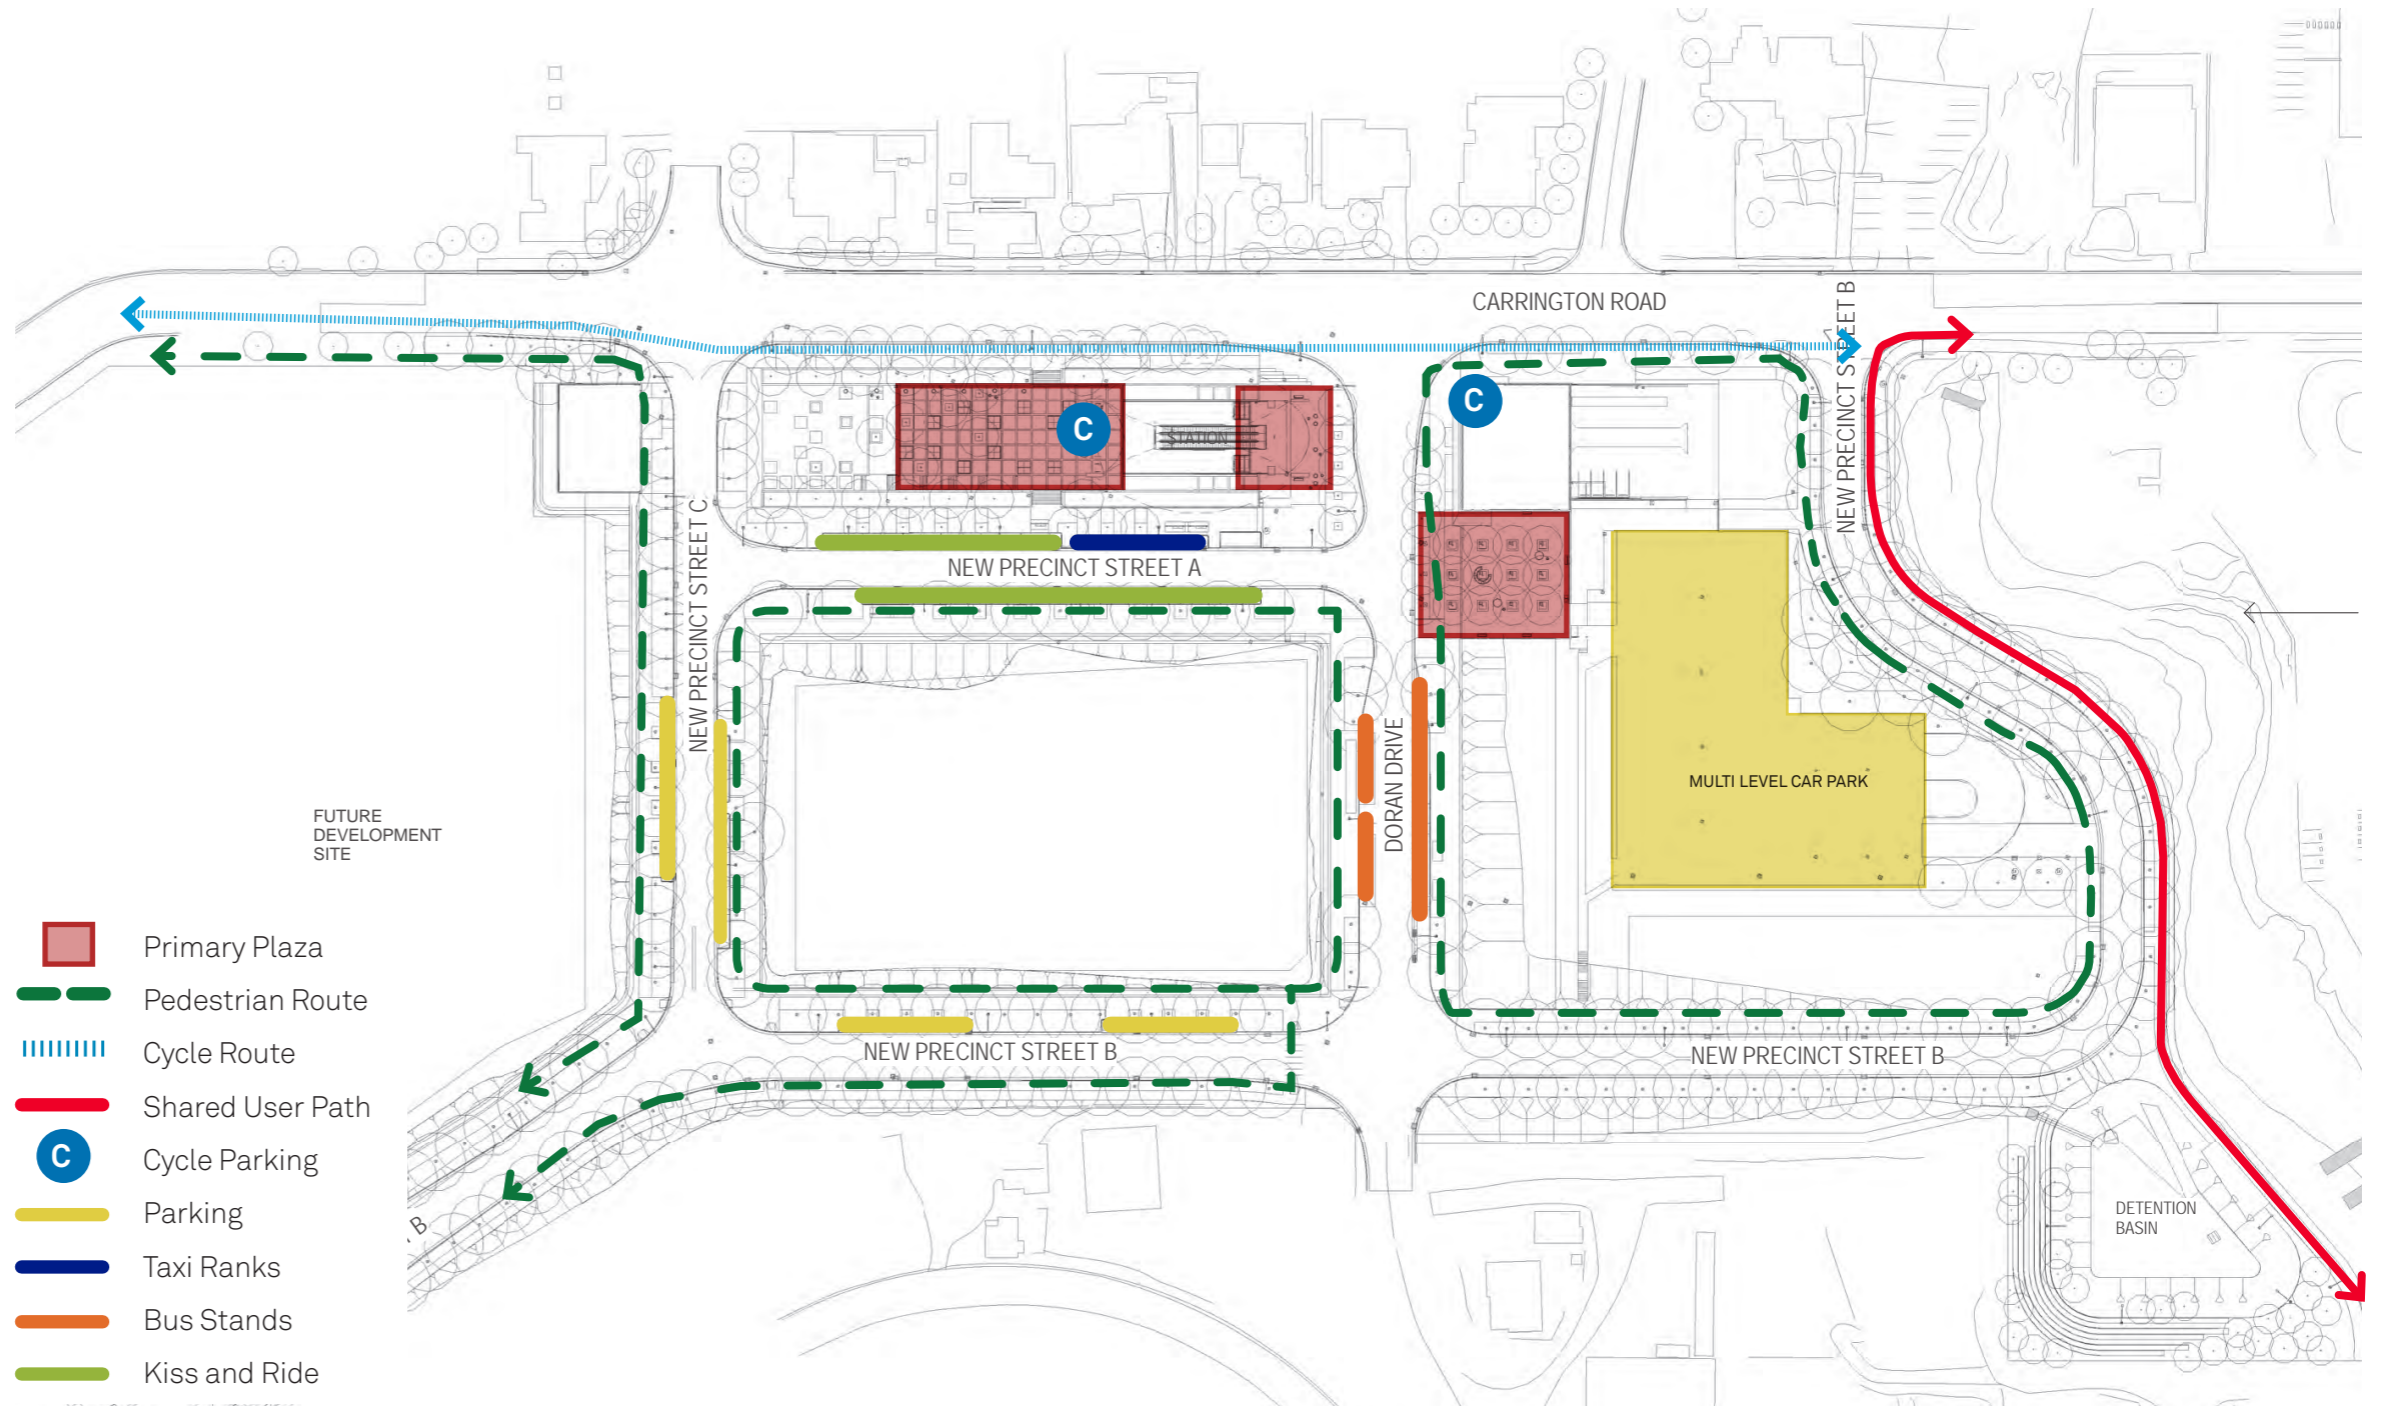 CARRINGTON ROAD
NEW PRECINCT STREET B
C
C
STATION
NEW PRECINCT STREET C
NEW PRECINCT STREET A
DORAN DRIVE
MULTI LEVEL CAR PARK
FUTURE
DEVELOPMENT
SITE
NEW PRECINCT STREET B
NEW PRECINCT STREET B
DETENTION
BASIN
B
Primary Plaza
Pedestrian Route
Cycle Route
Shared User Path
C
Cycle Parking
Parking
Taxi Ranks
Bus Stands
Kiss and Ride